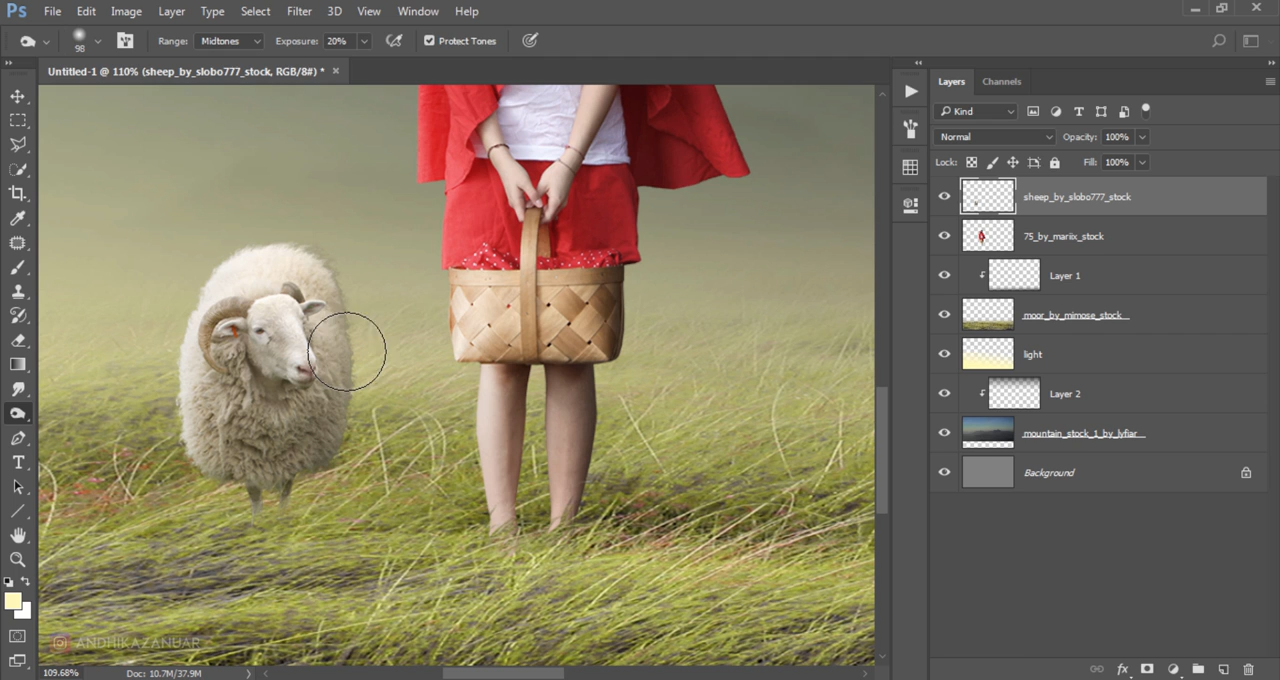 Ps File Edit Image Layer Type Select Filter 3D View Window Help
98 Range: Midtones Exposure: 20% Protect Tones
Untitled-1 @ 110% (sheep_by_slobo777_stock, RGB/8#) * ×
Layers Channels
Kind
Normal Opacity: 100%
Lock: Fill: 100%
sheep_by_slobo777_stock
75_by_mariix_stock
Layer 1
moor_by_mimose_stock
light
Layer 2
mountain_stock_1_by_lyfiar
Background
ANDHIKAZANUAR
109.68% Doc: 10.7M/37.9M